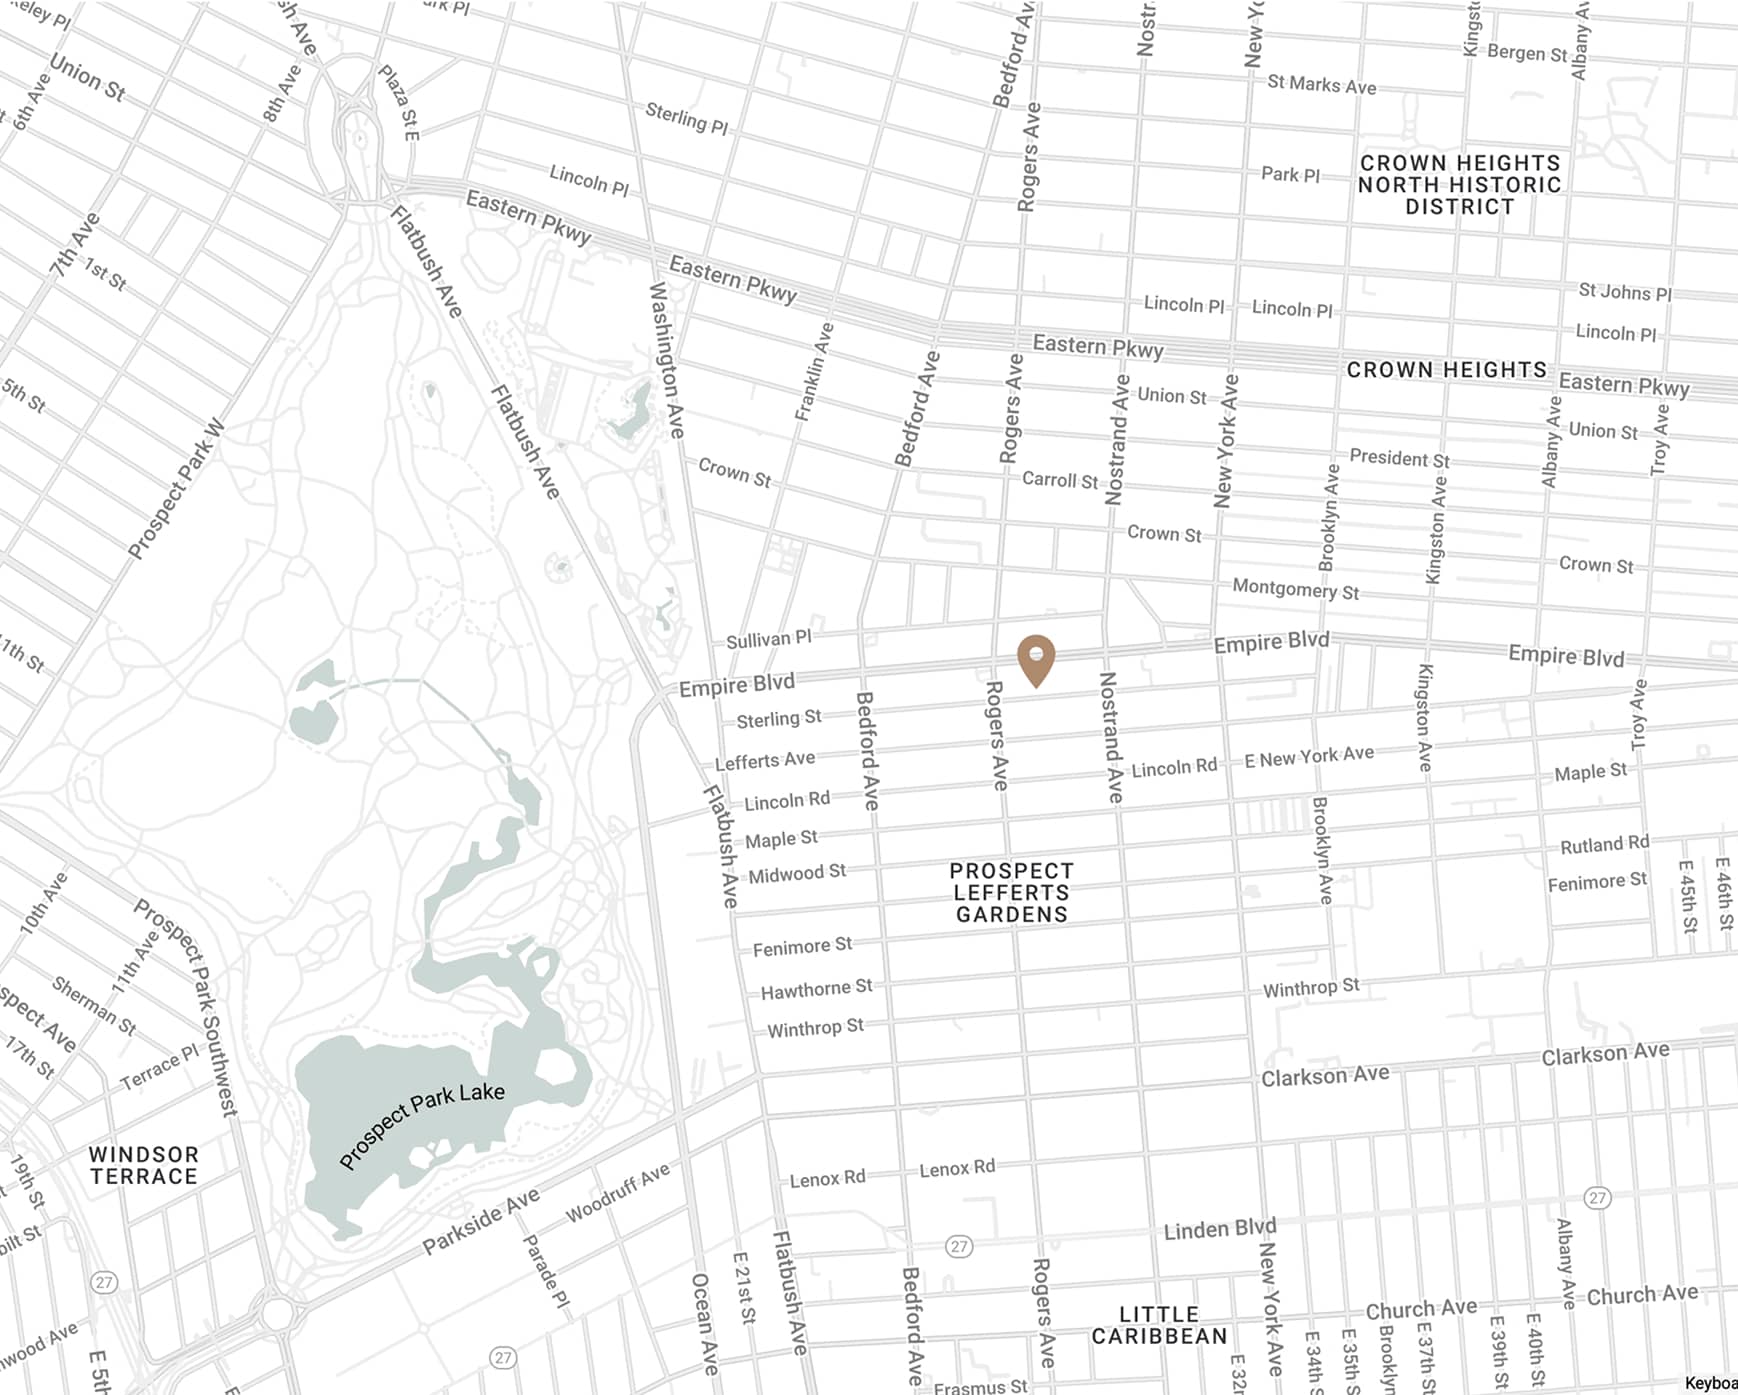 Union St
6th Ave
8th Ave
Plaza St E
Sterling Pl
Lincoln Pl
Eastern Pkwy
Bedford Av
Rogers Ave
Nostr
New Y
Kingst
Bergen St
Albany Av
St Marks Ave
Park Pl
CROWN HEIGHTS
NORTH HISTORIC
DISTRICT
7th Ave
1st St
5th St
Prospect Park W
Flatbush Ave
Flatbush Ave
Washington Ave
Eastern Pkwy
Franklin Ave
Bedford Ave
Rogers Ave
Lincoln Pl
Lincoln Pl
St Johns Pl
Lincoln Pl
Eastern Pkwy
CROWN HEIGHTS
Eastern Pkwy
Union St
Nostrand Ave
New York Ave
Union St
Albany Ave
Troy Ave
President St
Crown St
Carroll St
Brooklyn Ave
Kingston Ave
Crown St
Crown St
Montgomery St
11th St
Sullivan Pl
Empire Blvd
Empire Blvd
Empire Blvd
Sterling St
Bedford Ave
Rogers Ave
Nostrand Ave
Kingston Ave
Troy Ave
Lefferts Ave
Lincoln Rd
E New York Ave
Maple St
Lincoln Rd
Flatbush Ave
Brooklyn Ave
Maple St
Midwood St
Rutland Rd
PROSPECT
LEFFERTS
GARDENS
Fenimore St
E 45th St
E 46th St
10th Ave
Prospect Park Southwest
11th Ave
Fenimore St
Hawthorne St
Winthrop St
Winthrop St
Sherman St
spect Ave
17th St
Terrace Pl
Clarkson Ave
Clarkson Ave
Prospect Park Lake
WINDSOR
TERRACE
19th St
bilt St
Lenox Rd
Lenox Rd
Woodruff Ave
Parkside Ave
27
Linden Blvd
27
27
Parade Pl
E 21st St
Flatbush Ave
Ocean Ave
Bedford Ave
Rogers Ave
New York Ave
Albany Ave
Church Ave
Church Ave
LITTLE
CARIBBEAN
nwood Ave
E 5th
27
E 32n
E 34th S
E 35th S
Brooklyn
E 37th St
E 39th St
E 40th St
Erasmus St
Keyboa